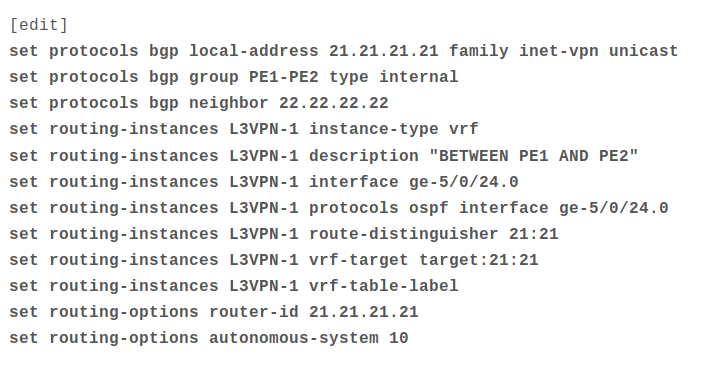 [edit]
set protocols bgp local-address 21.21.21.21 family inet-vpn unicast
set protocols bgp group PE1-PE2 type internal
set protocols bgp neighbor 22.22.22.22
set routing-instances L3VPN-1 instance-type vrf
set routing-instances L3VPN-1 description "BETWEEN PE1 AND PE2"
set routing-instances L3VPN-1 interface ge-5/0/24.0
set routing-instances L3VPN-1 protocols ospf interface ge-5/0/24.0
set routing-instances L3VPN-1 route-distinguisher 21:21
set routing-instances L3VPN-1 vrf-target target:21:21
set routing-instances L3VPN-1 vrf-table-label
set routing-options router-id 21.21.21.21
set routing-options autonomous-system 10